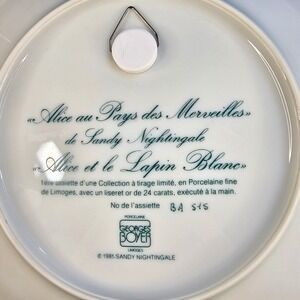 «Alice au Pays des Merveilles»
de Sandy Nightingale
«Alice et le Lapin Blanc»
1ère assiette d'une Collection à tirage limité, en Porcelaine fine
de Limoges, avec un liseret or de 24 carats, exécutée à la main.
No de l'assiette BA 515
PORCELAINE
GEORGES
BOYER
LIMOGES
© 1985 SANDY NIGHTINGALE